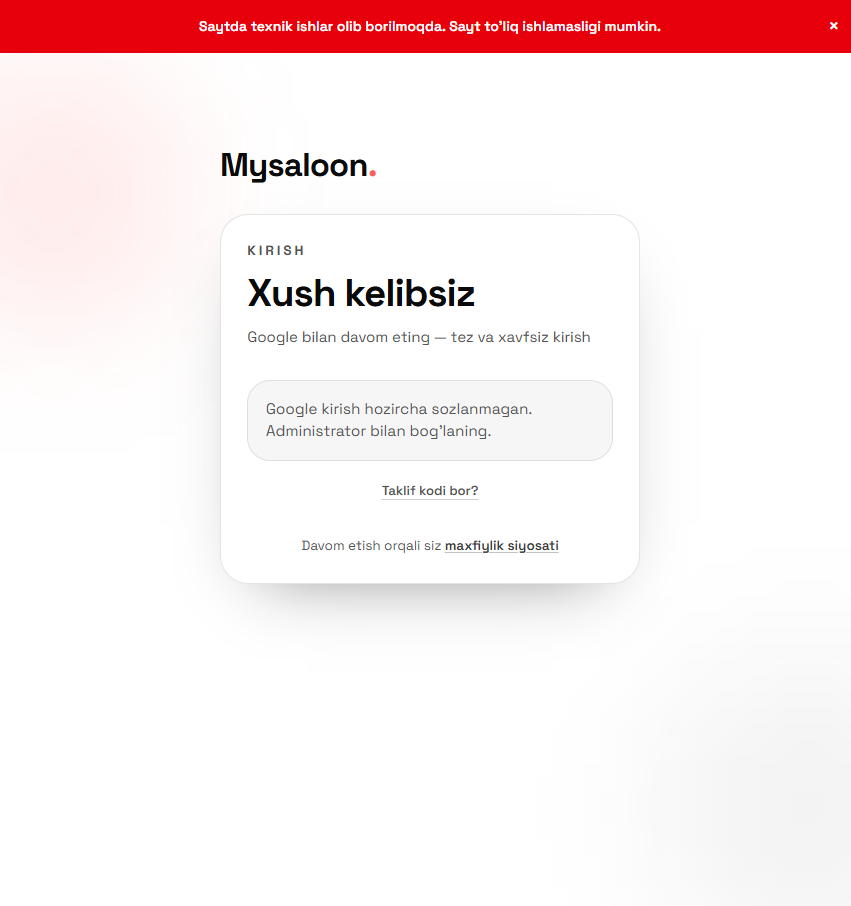 Saytda texnik ishlar olib borilmoqda. Sayt to’liq ishlamasligi mumkin.
×
Mysaloon.
KIRISH
Xush kelibsiz
Google bilan davom eting — tez va xavfsiz kirish
Google kirish hozircha sozlanmagan.
Administrator bilan bog’laning.
Taklif kodi bor?
Davom etish orqali siz maxfiylik siyosati